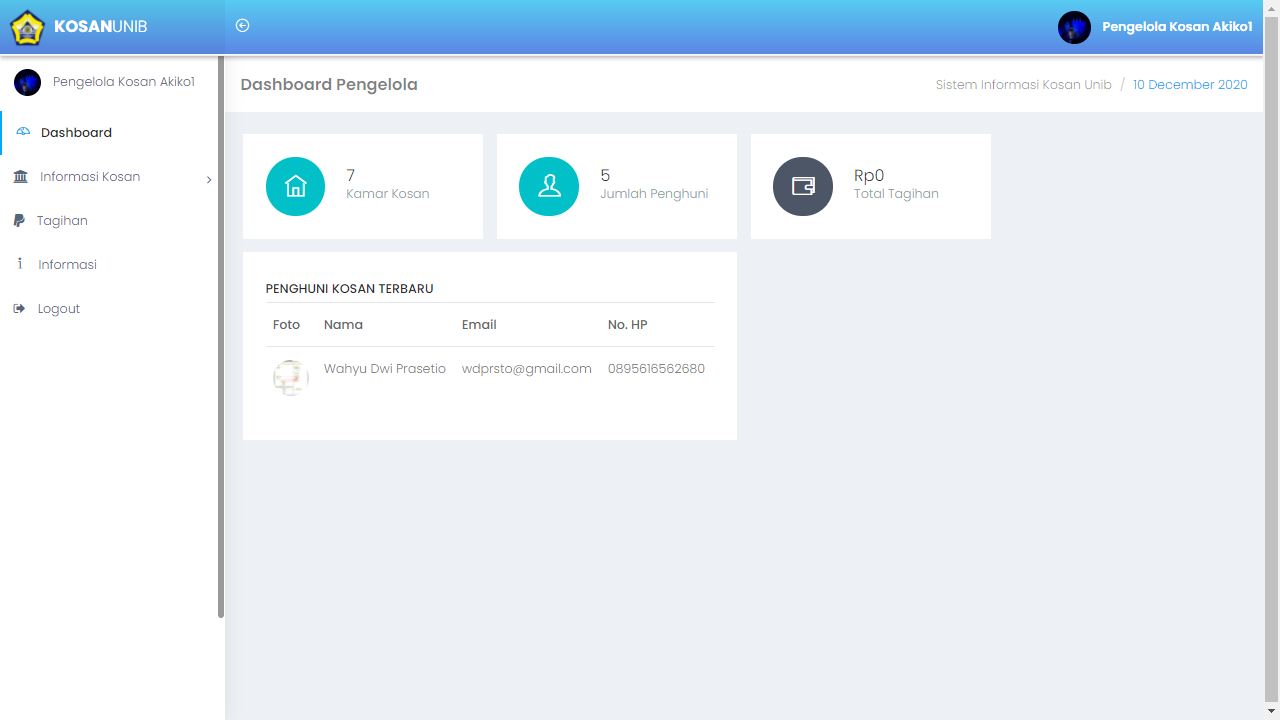 KOSANUNIB
Pengelola Kosan Akiko1
Pengelola Kosan Akiko1
Dashboard
Informasi Kosan
Tagihan
Informasi
Logout
Dashboard Pengelola
Sistem Informasi Kosan Unib / 10 December 2020
7
Kamar Kosan
5
Jumlah Penghuni
Rp0
Total Tagihan
PENGHUNI KOSAN TERBARU
Foto Nama Email No. HP
Wahyu Dwi Prasetio wdprsto@gmail.com 0895616562680